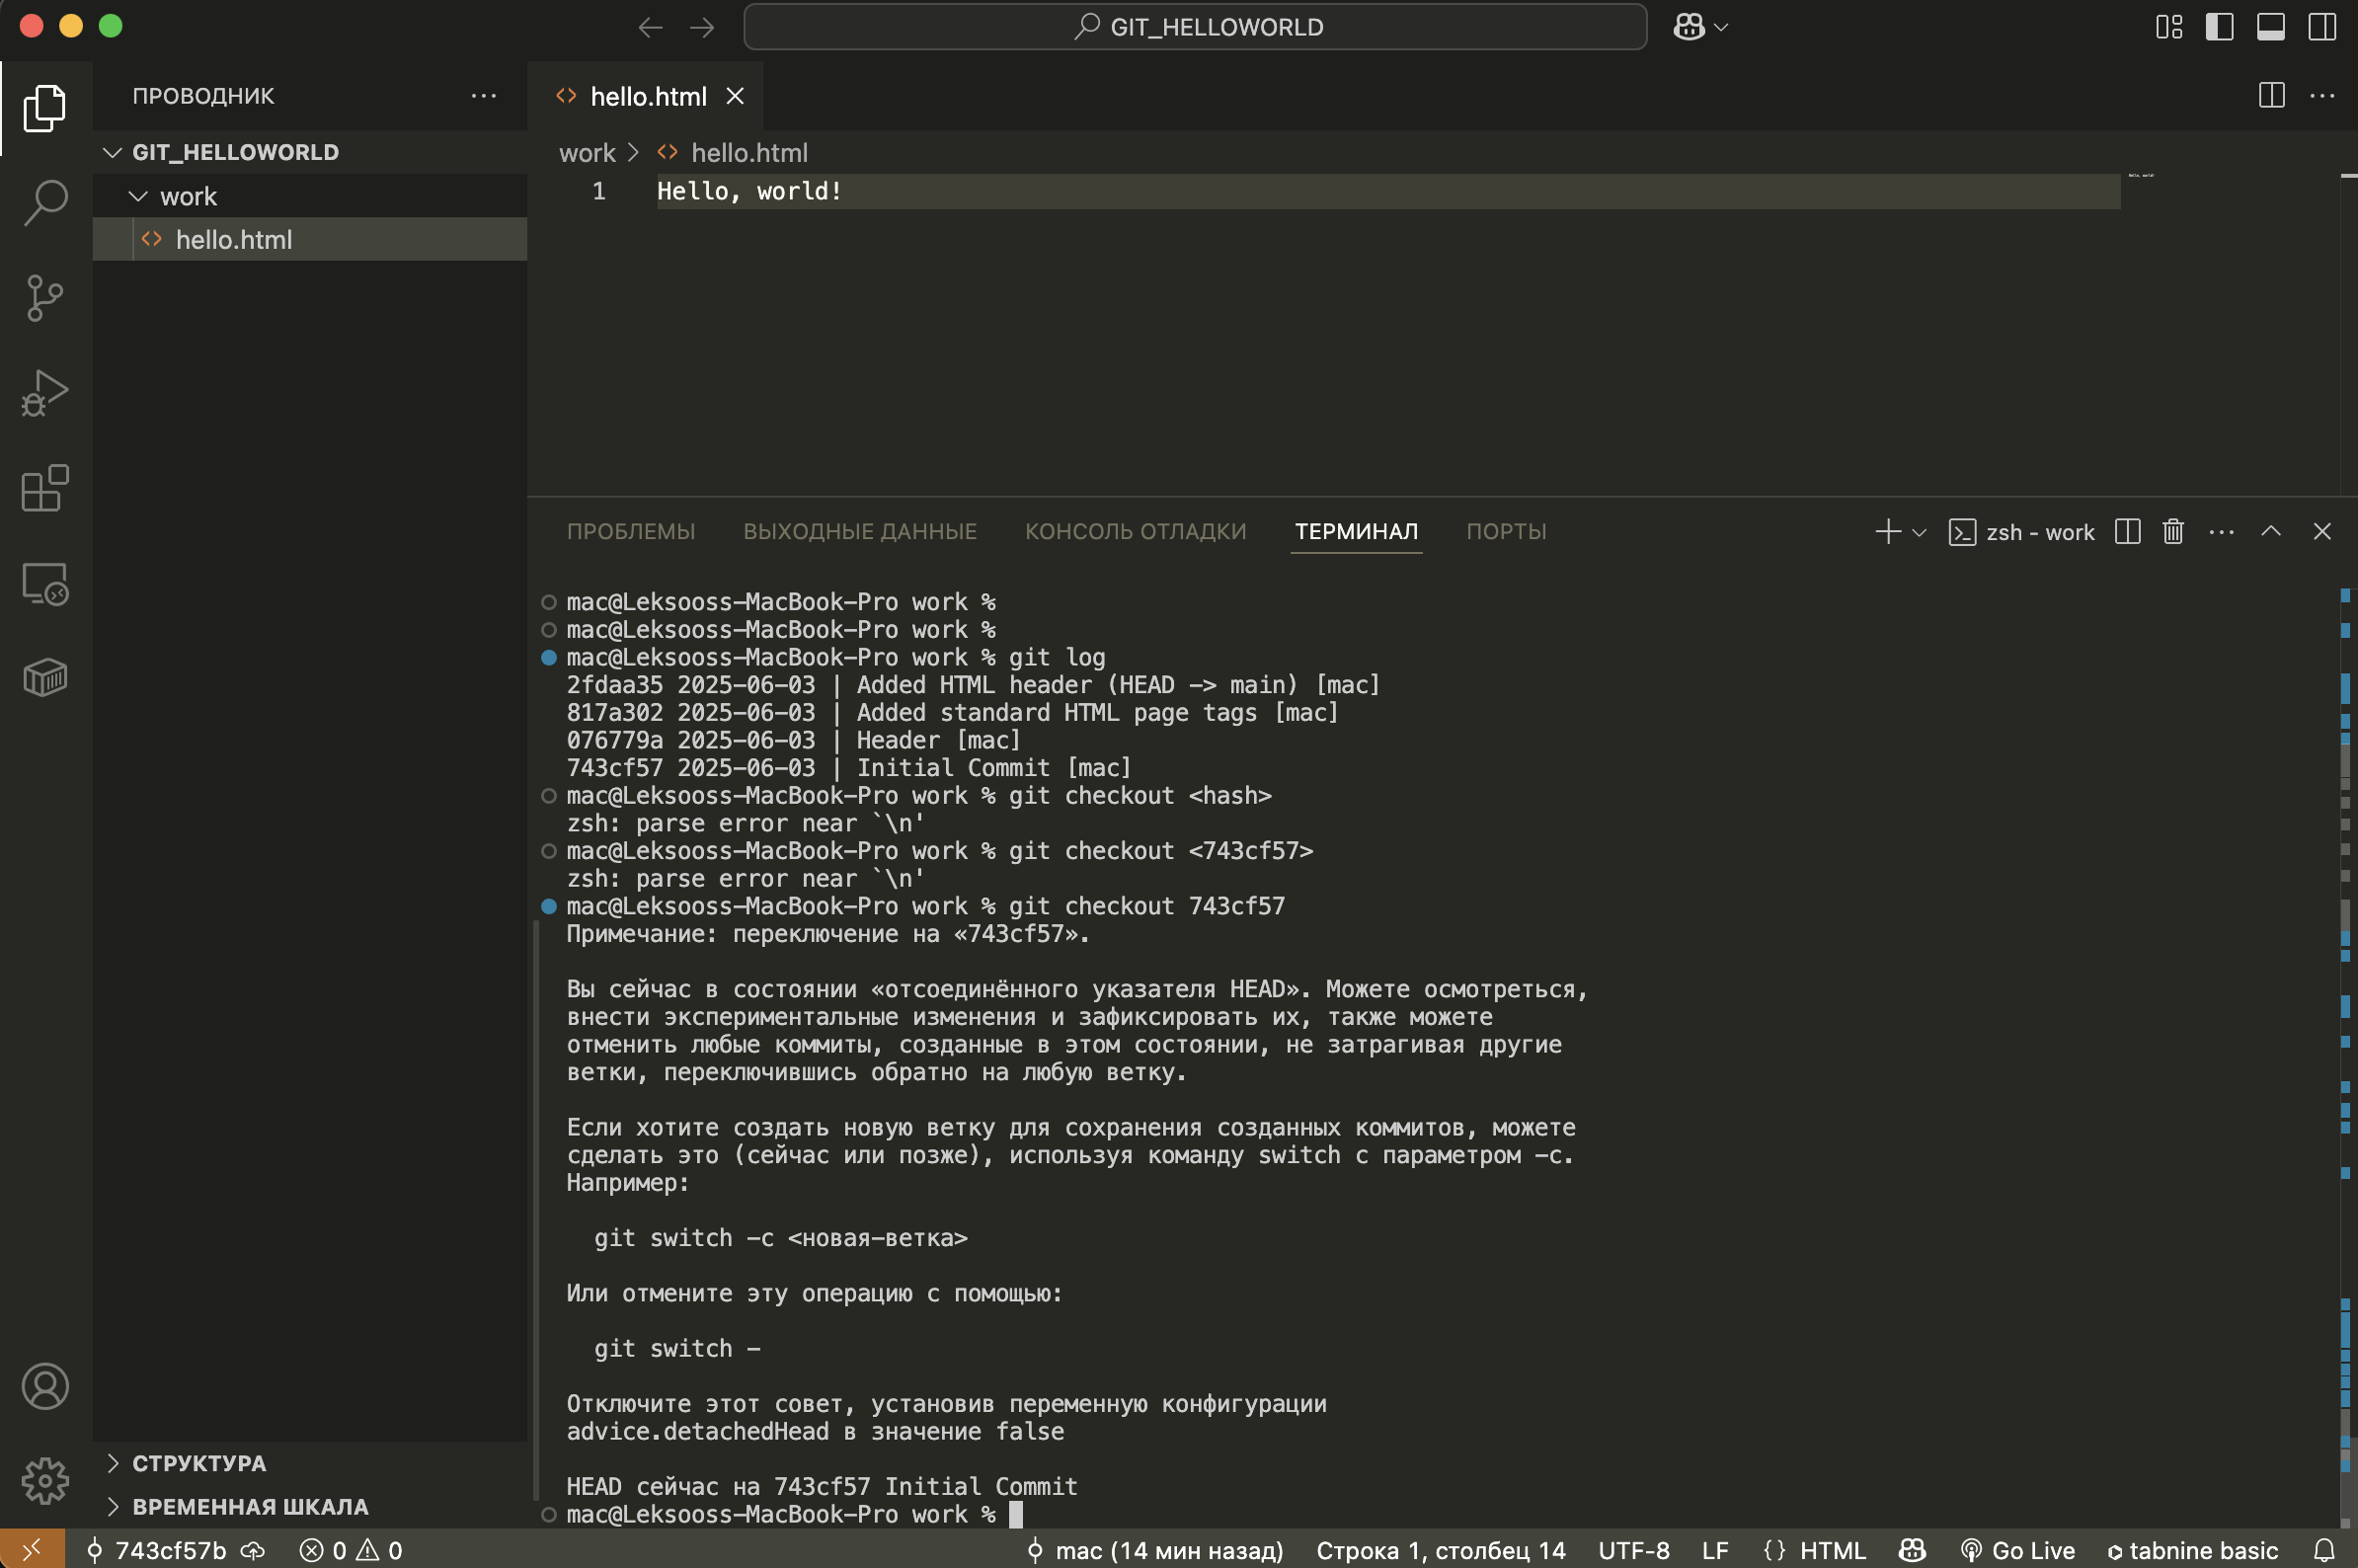 GIT_HELLOWORLD
ПРОВОДНИК
hello.html
GIT_HELLOWORLD
work
hello.html
work > hello.html
1 Hello, world!
ПРОБЛЕМЫ ВЫХОДНЫЕ ДАННЫЕ КОНСОЛЬ ОТЛАДКИ ТЕРМИНАЛ ПОРТЫ
zsh - work
mac@Leksooss-MacBook-Pro work %
mac@Leksooss-MacBook-Pro work %
mac@Leksooss-MacBook-Pro work % git log
2fdaa35 2025-06-03 | Added HTML header (HEAD -> main) [mac]
817a302 2025-06-03 | Added standard HTML page tags [mac]
076779a 2025-06-03 | Header [mac]
743cf57 2025-06-03 | Initial Commit [mac]
mac@Leksooss-MacBook-Pro work % git checkout <hash>
zsh: parse error near `\n'
mac@Leksooss-MacBook-Pro work % git checkout <743cf57>
zsh: parse error near `\n'
mac@Leksooss-MacBook-Pro work % git checkout 743cf57
Примечание: переключение на «743cf57».
Вы сейчас в состоянии «отсоединённого указателя HEAD». Можете осмотреться,
внести экспериментальные изменения и зафиксировать их, также можете
отменить любые коммиты, созданные в этом состоянии, не затрагивая другие
ветки, переключившись обратно на любую ветку.
Если хотите создать новую ветку для сохранения созданных коммитов, можете
сделать это (сейчас или позже), используя команду switch с параметром -c.
Например:
git switch -c <новая-ветка>
Или отмените эту операцию с помощью:
git switch -
Отключите этот совет, установив переменную конфигурации
advice.detachedHead в значение false
HEAD сейчас на 743cf57 Initial Commit
mac@Leksooss-MacBook-Pro work %
СТРУКТУРА
ВРЕМЕННАЯ ШКАЛА
743cf57b 0 0 mac (14 мин назад) Строка 1, столбец 14 UTF-8 LF {} HTML Go Live tabnine basic